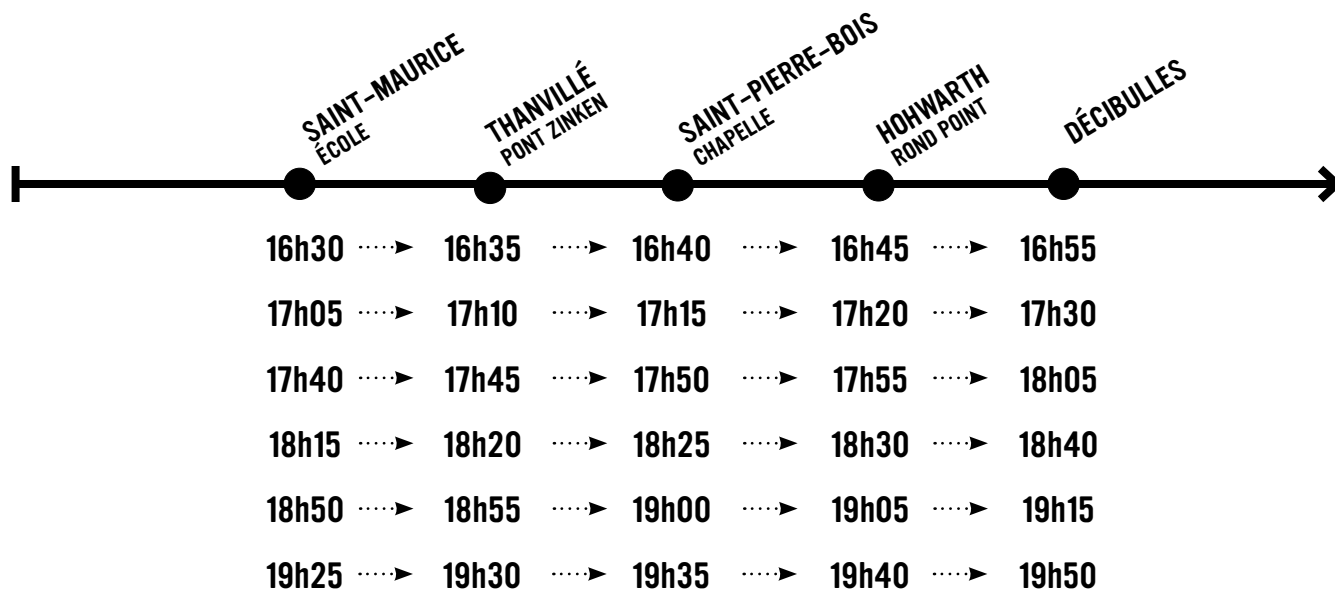 SAINT-MAURICE
ÉCOLE
THANVILLÉ
PONT ZINKEN
SAINT-PIERRE-BOIS
CHAPELLE
HOHWARTH
ROND POINT
DÉCIBULLES
16h30 16h35 16h40 16h45 16h55
17h05 17h10 17h15 17h20 17h30
17h40 17h45 17h50 17h55 18h05
18h15 18h20 18h25 18h30 18h40
18h50 18h55 19h00 19h05 19h15
19h25 19h30 19h35 19h40 19h50